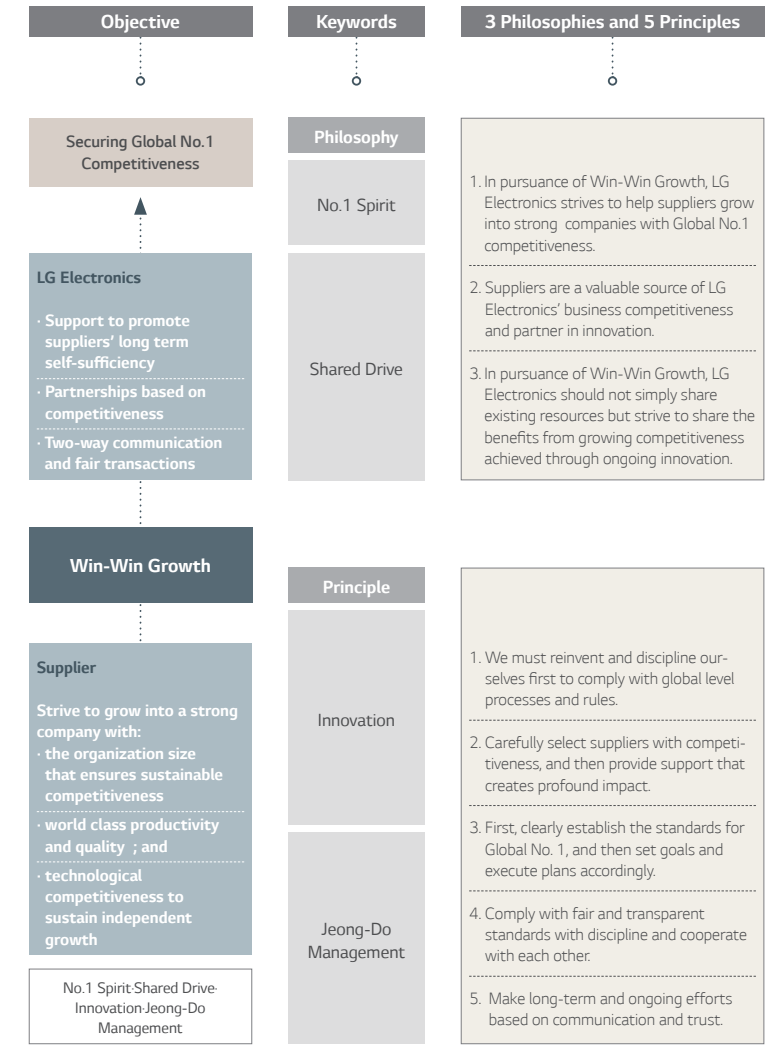 Objective
Keywords
3 Philosophies and 5 Principles
Securing Global No.1
Competitiveness
LG Electronics
· Support to promote
suppliers' long term
self-sufficiency
· Partnerships based on
competitiveness
· Two-way communication
and fair transactions
Win-Win Growth
Supplier
Strive to grow into a strong
company with:
· the organization size
that ensures sustainable
competitiveness
· world class productivity
and quality ; and
· technological
competitiveness to
sustain independent
growth
No.1 Spirit·Shared Drive·
Innovation·Jeong-Do
Management
Philosophy
No.1 Spirit
Shared Drive
Principle
Innovation
Jeong-Do
Management
1. In pursuance of Win-Win Growth, LG
Electronics strives to help suppliers grow
into strong companies with Global No.1
competitiveness.
2. Suppliers are a valuable source of LG
Electronics' business competitiveness
and partner in innovation.
3. In pursuance of Win-Win Growth, LG
Electronics should not simply share
existing resources but strive to share the
benefits from growing competitiveness
achieved through ongoing innovation.
1. We must reinvent and discipline our-
selves first to comply with global level
processes and rules.
2. Carefully select suppliers with competi-
tiveness, and then provide support that
creates profound impact.
3. First, clearly establish the standards for
Global No. 1, and then set goals and
execute plans accordingly.
4. Comply with fair and transparent
standards with discipline and cooperate
with each other.
5. Make long-term and ongoing efforts
based on communication and trust.